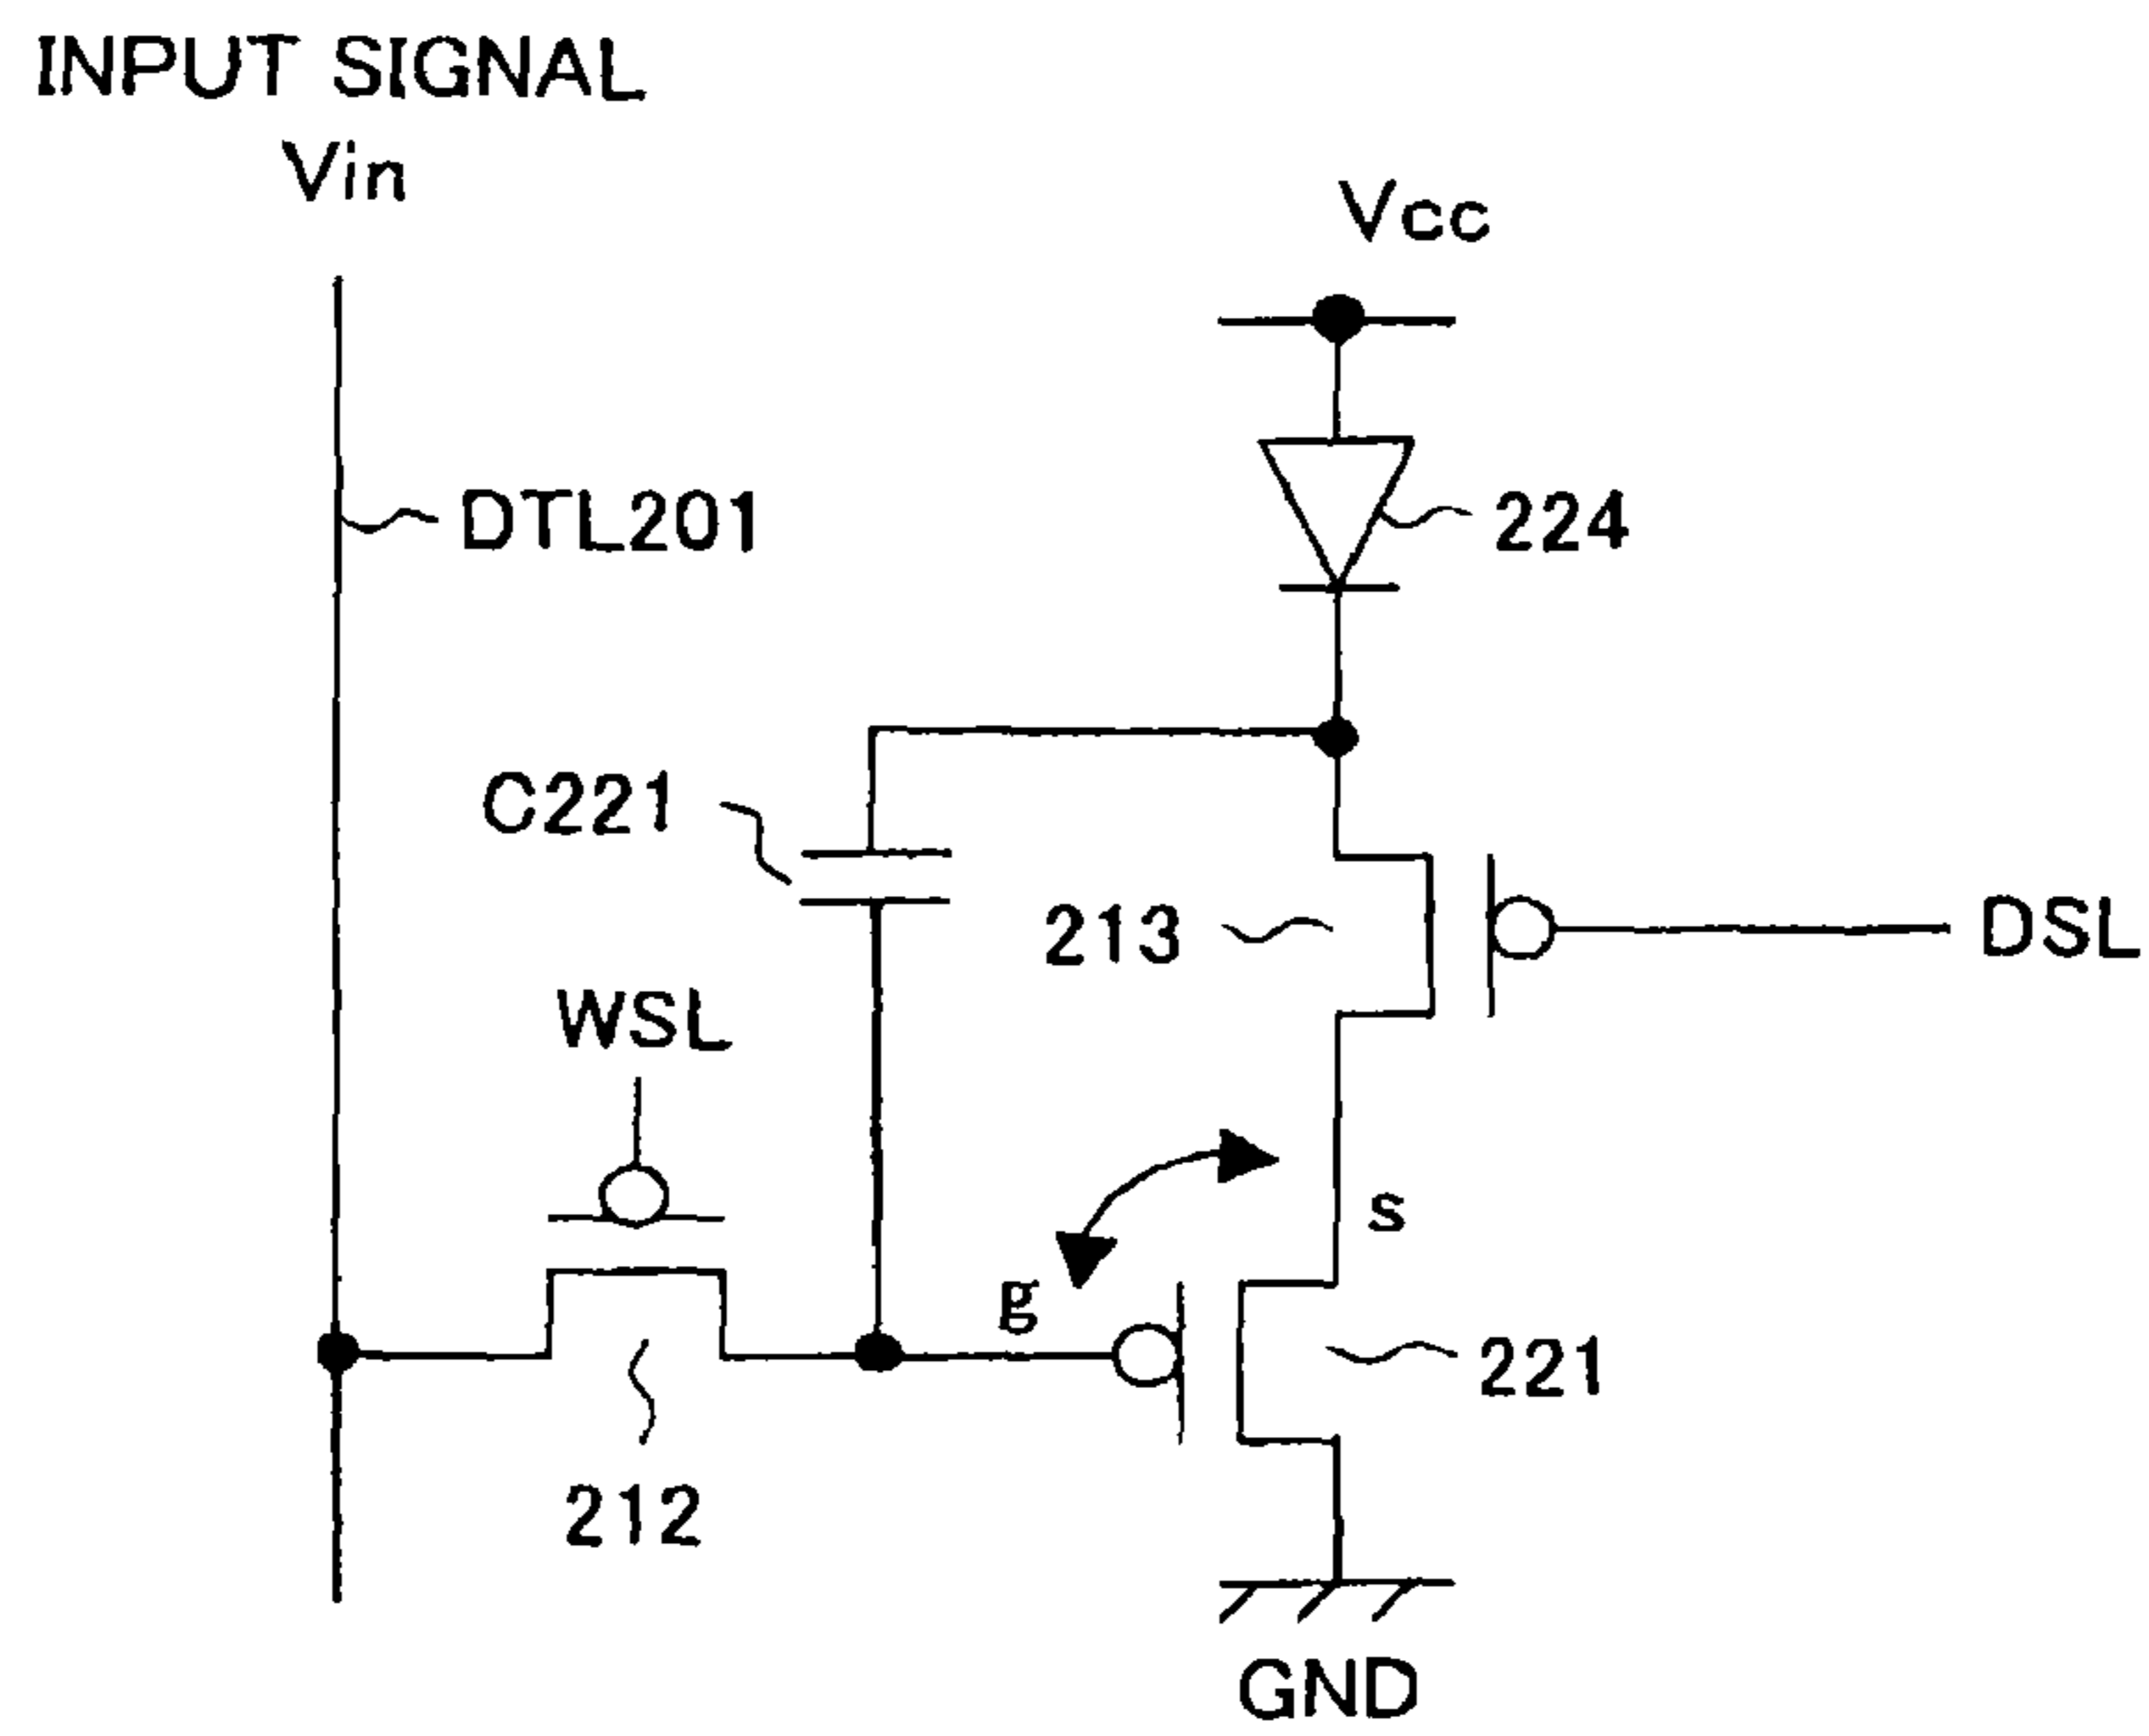 INPUT SIGNAL
Vin
Vcc
DTL201
224
C221
213
DSL
WSL
s
g
221
212
GND